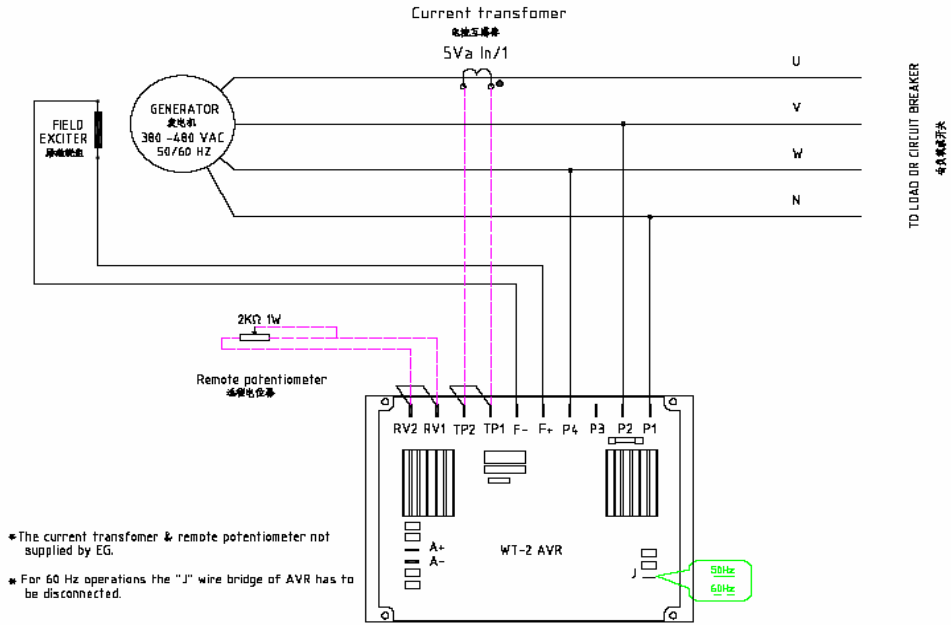 Current transfomer
电流互感器
5Va In/1
U
GENERATOR
发电机
380 -480 VAC
50/60 HZ
FIELD
EXCITER
V
W
N
TO LOAD OR CIRCUIT BREAKER
2KΩ 1W
Remote potentiometer
远程电位器
RV2 RV1 TP2 TP1 F- F+ P4 P3 P2 P1
A+
A-
WT-2 AVR
J
50Hz
60Hz
* The current transfomer & remote potentiometer not
supplied by EG.
* For 60 Hz operations the "J" wire bridge of AVR has to
be disconnected.